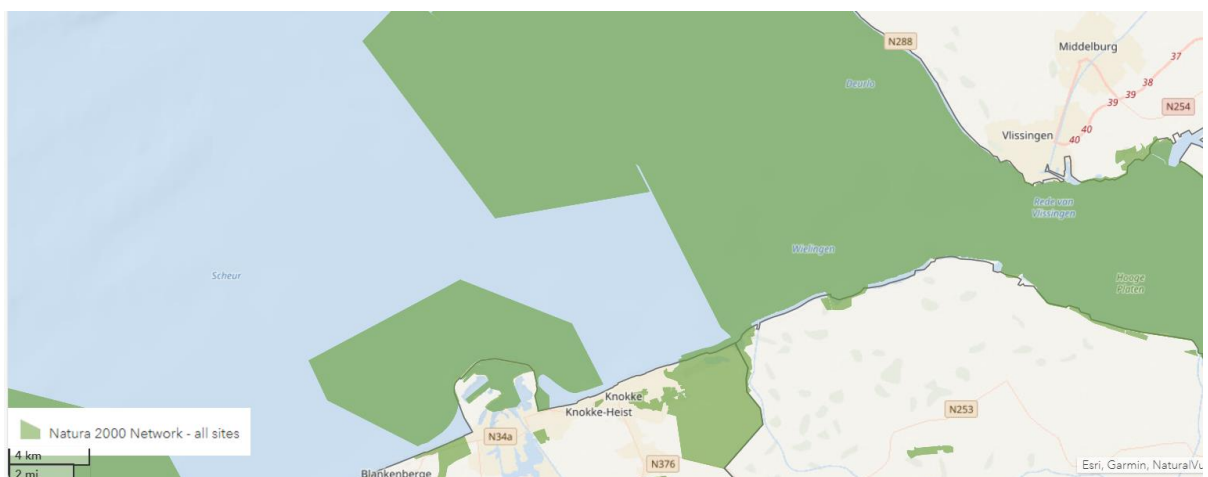 N288
Middelburg
37
Deurlo
38
39
39
N254
Vlissingen
40
40
Rede van
Vlissingen
Wielingen
Scheur
Hooge
Platen
Knokke
Knokke-Heist
N253
Natura 2000 Network - all sites
N34a
4 km
N376
Esri, Garmin, NaturalVu
Blankenberge
2 mi